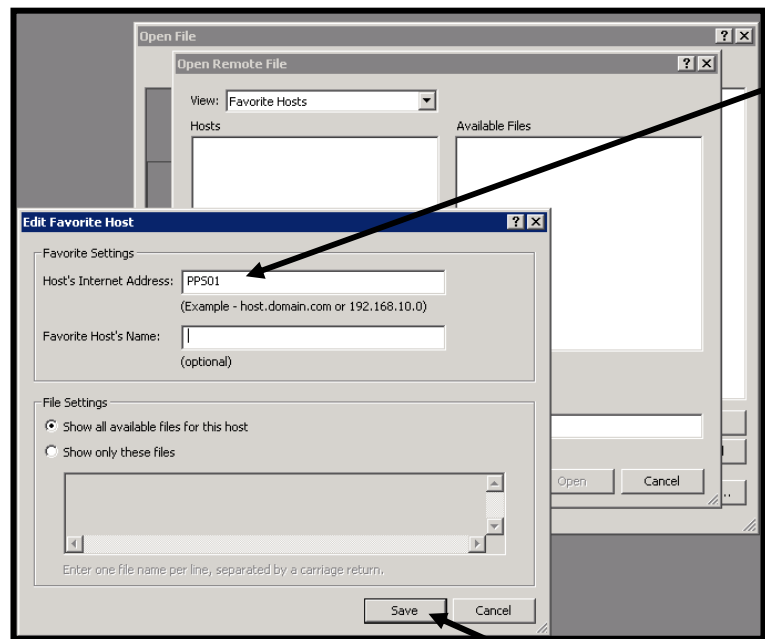 Open File
Open Remote File
View: Favorite Hosts
Hosts Available Files
Edit Favorite Host
Favorite Settings
Host's Internet Address: PPS01
(Example - host.domain.com or 192.168.10.0)
Favorite Host's Name:
(optional)
File Settings
Show all available files for this host
Show only these files
Enter one file name per line, separated by a carriage return.
Open Cancel
Save Cancel